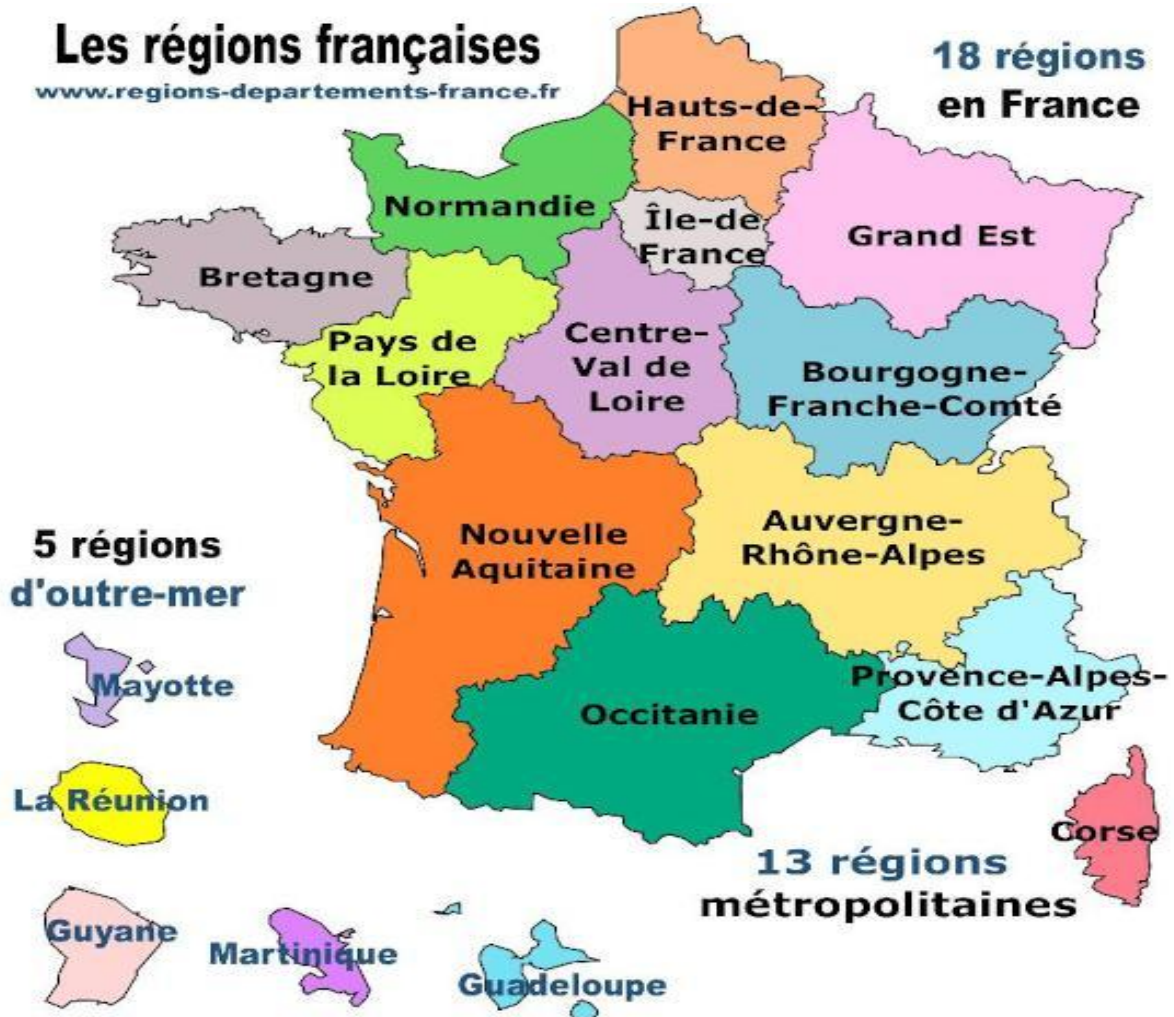 Les régions françaises
www.regions-departements-france.fr
18 régions
en France
Hauts-de-
France
Normandie
Île-de
France
Grand Est
Bretagne
Pays de
la Loire
Centre-
Val de
Loire
Bourgogne-
Franche-Comté
5 régions
d'outre-mer
Nouvelle
Aquitaine
Auvergne-
Rhône-Alpes
Mayotte
Occitanie
Provence-Alpes-
Côte d'Azur
La Réunion
Corse
13 régions
métropolitaines
Guyane
Martinique
Guadeloupe